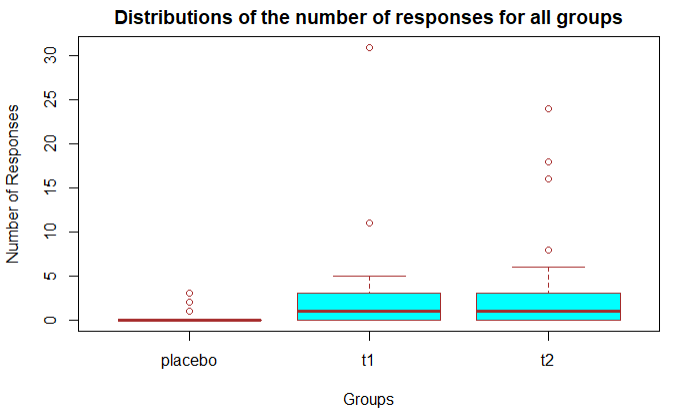 Distributions of the number of responses for all groups
Number of Responses
30
25
20
15
10
5
0
placebo
t1
t2
Groups